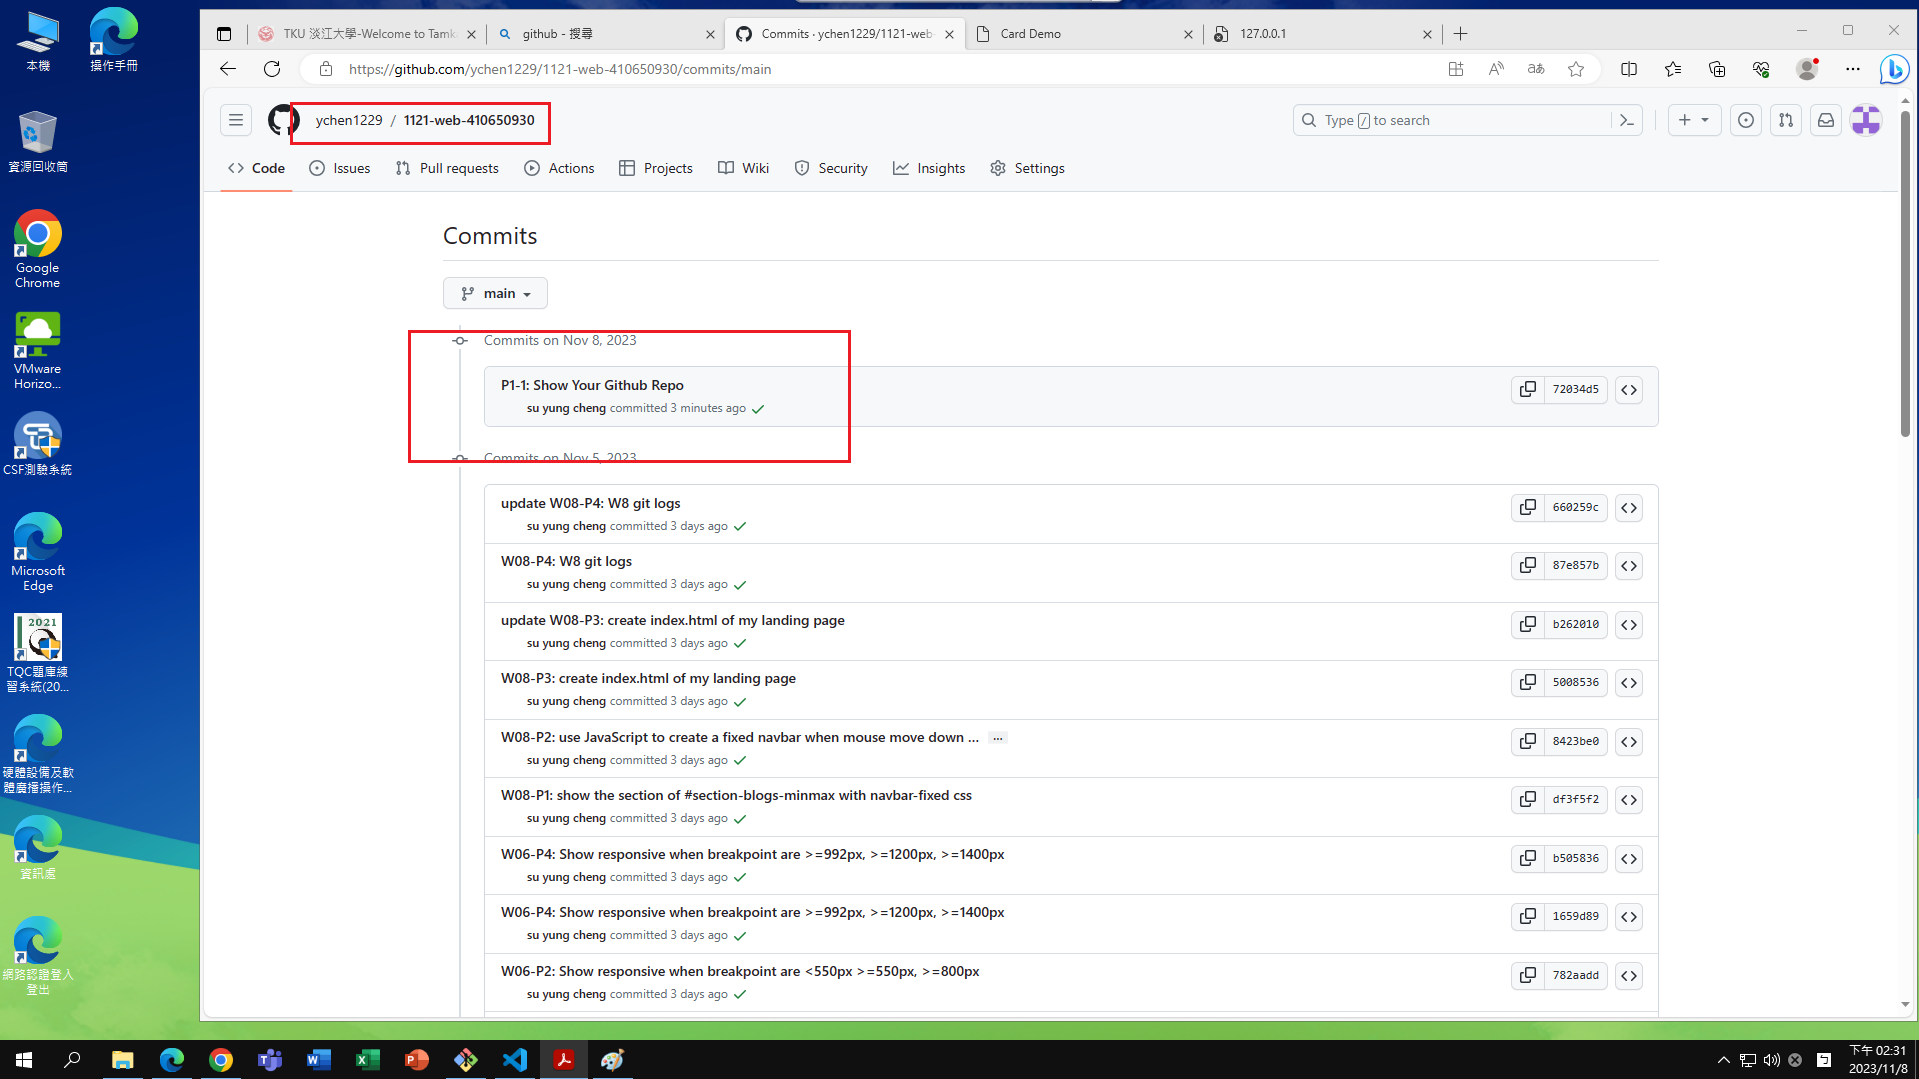 本機
操作手冊
資源回收筒
Google
Chrome
VMware
Horizo...
CSF測驗系統
Microsoft
Edge
2021
TQC題庫練
習系統(20...
硬體設備及軟
體廣播操作...
資訊處
網路認證登入
登出
TKU 淡江大學-Welcome to Tamk
github - 搜尋
Commits · ychen1229/1121-web-
Card Demo
127.0.0.1
https://github.com/ychen1229/1121-web-410650930/commits/main
ychen1229 / 1121-web-410650930
Type / to search
Code
Issues
Pull requests
Actions
Projects
Wiki
Security
Insights
Settings
Commits
main
Commits on Nov 8, 2023
P1-1: Show Your Github Repo
72034d5
su yung cheng committed 3 minutes ago
Commits on Nov 5, 2023
update W08-P4: W8 git logs
660259c
su yung cheng committed 3 days ago
W08-P4: W8 git logs
87e857b
su yung cheng committed 3 days ago
update W08-P3: create index.html of my landing page
b262010
su yung cheng committed 3 days ago
W08-P3: create index.html of my landing page
5008536
su yung cheng committed 3 days ago
W08-P2: use JavaScript to create a fixed navbar when mouse move down ...
8423be0
su yung cheng committed 3 days ago
W08-P1: show the section of #section-blogs-minmax with navbar-fixed css
df3f5f2
su yung cheng committed 3 days ago
W06-P4: Show responsive when breakpoint are >=992px, >=1200px, >=1400px
b505836
su yung cheng committed 3 days ago
W06-P4: Show responsive when breakpoint are >=992px, >=1200px, >=1400px
1659d89
su yung cheng committed 3 days ago
W06-P2: Show responsive when breakpoint are <550px >=550px, >=800px
782aadd
su yung cheng committed 3 days ago
下午 02:31
2023/11/8